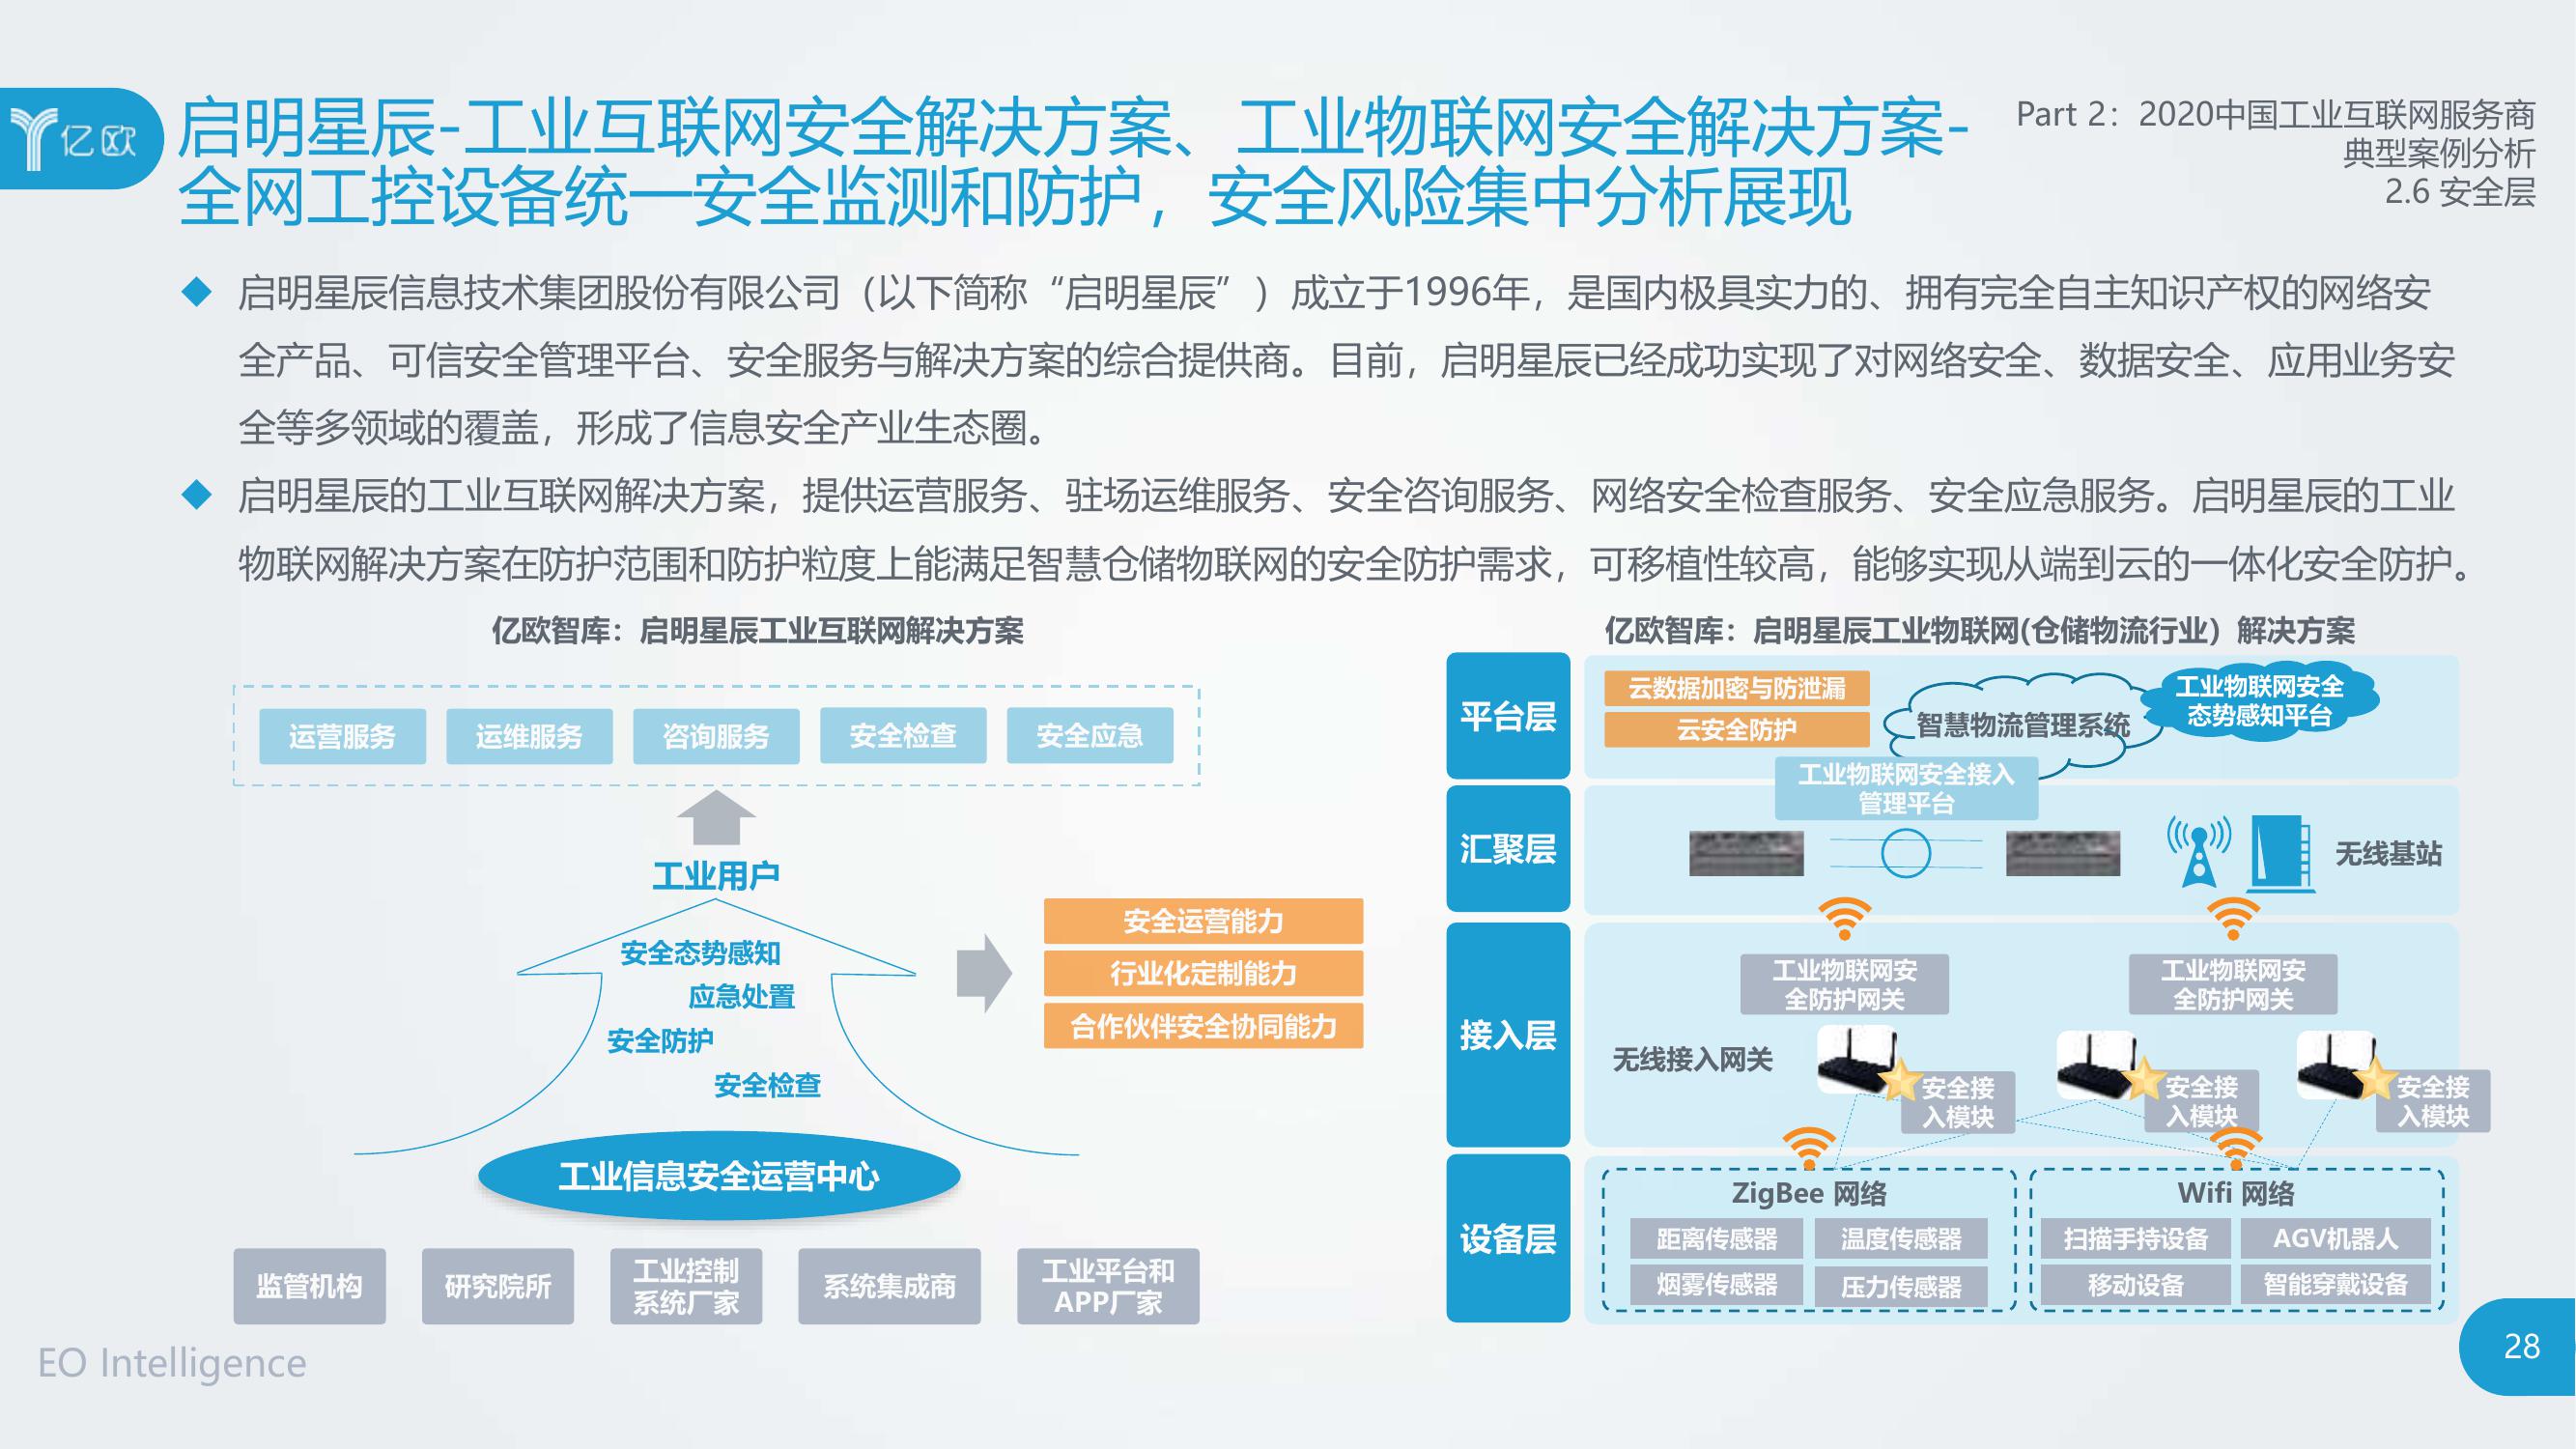 亿欧
启明星辰-工业互联网安全解决方案、工业物联网安全解决方案-
全网工控设备统一安全监测和防护，安全风险集中分析展现
Part 2：2020中国工业互联网服务商
典型案例分析
2.6 安全层
启明星辰信息技术集团股份有限公司（以下简称“启明星辰”）成立于1996年，是国内极具实力的、拥有完全自主知识产权的网络安
全产品、可信安全管理平台、安全服务与解决方案的综合提供商。目前，启明星辰已经成功实现了对网络安全、数据安全、应用业务安
全等多领域的覆盖，形成了信息安全产业生态圈。
启明星辰的工业互联网解决方案，提供运营服务、驻场运维服务、安全咨询服务、网络安全检查服务、安全应急服务。启明星辰的工业
物联网解决方案在防护范围和防护粒度上能满足智慧仓储物联网的安全防护需求，可移植性较高，能够实现从端到云的一体化安全防护。
亿欧智库：启明星辰工业互联网解决方案
运营服务
运维服务
咨询服务
安全检查
安全应急
工业用户
安全态势感知
应急处置
安全防护
安全检查
安全运营能力
行业化定制能力
合作伙伴安全协同能力
工业信息安全运营中心
监管机构
研究院所
工业控制
系统厂家
系统集成商
工业平台和
APP厂家
亿欧智库：启明星辰工业物联网(仓储物流行业）解决方案
平台层
云数据加密与防泄漏
云安全防护
智慧物流管理系统
工业物联网安全
态势感知平台
工业物联网安全接入
管理平台
汇聚层
无线基站
接入层
工业物联网安
全防护网关
工业物联网安
全防护网关
无线接入网关
安全接
入模块
安全接
入模块
安全接
入模块
设备层
ZigBee 网络
距离传感器
温度传感器
烟雾传感器
压力传感器
Wifi 网络
扫描手持设备
AGV机器人
移动设备
智能穿戴设备
EO Intelligence
28